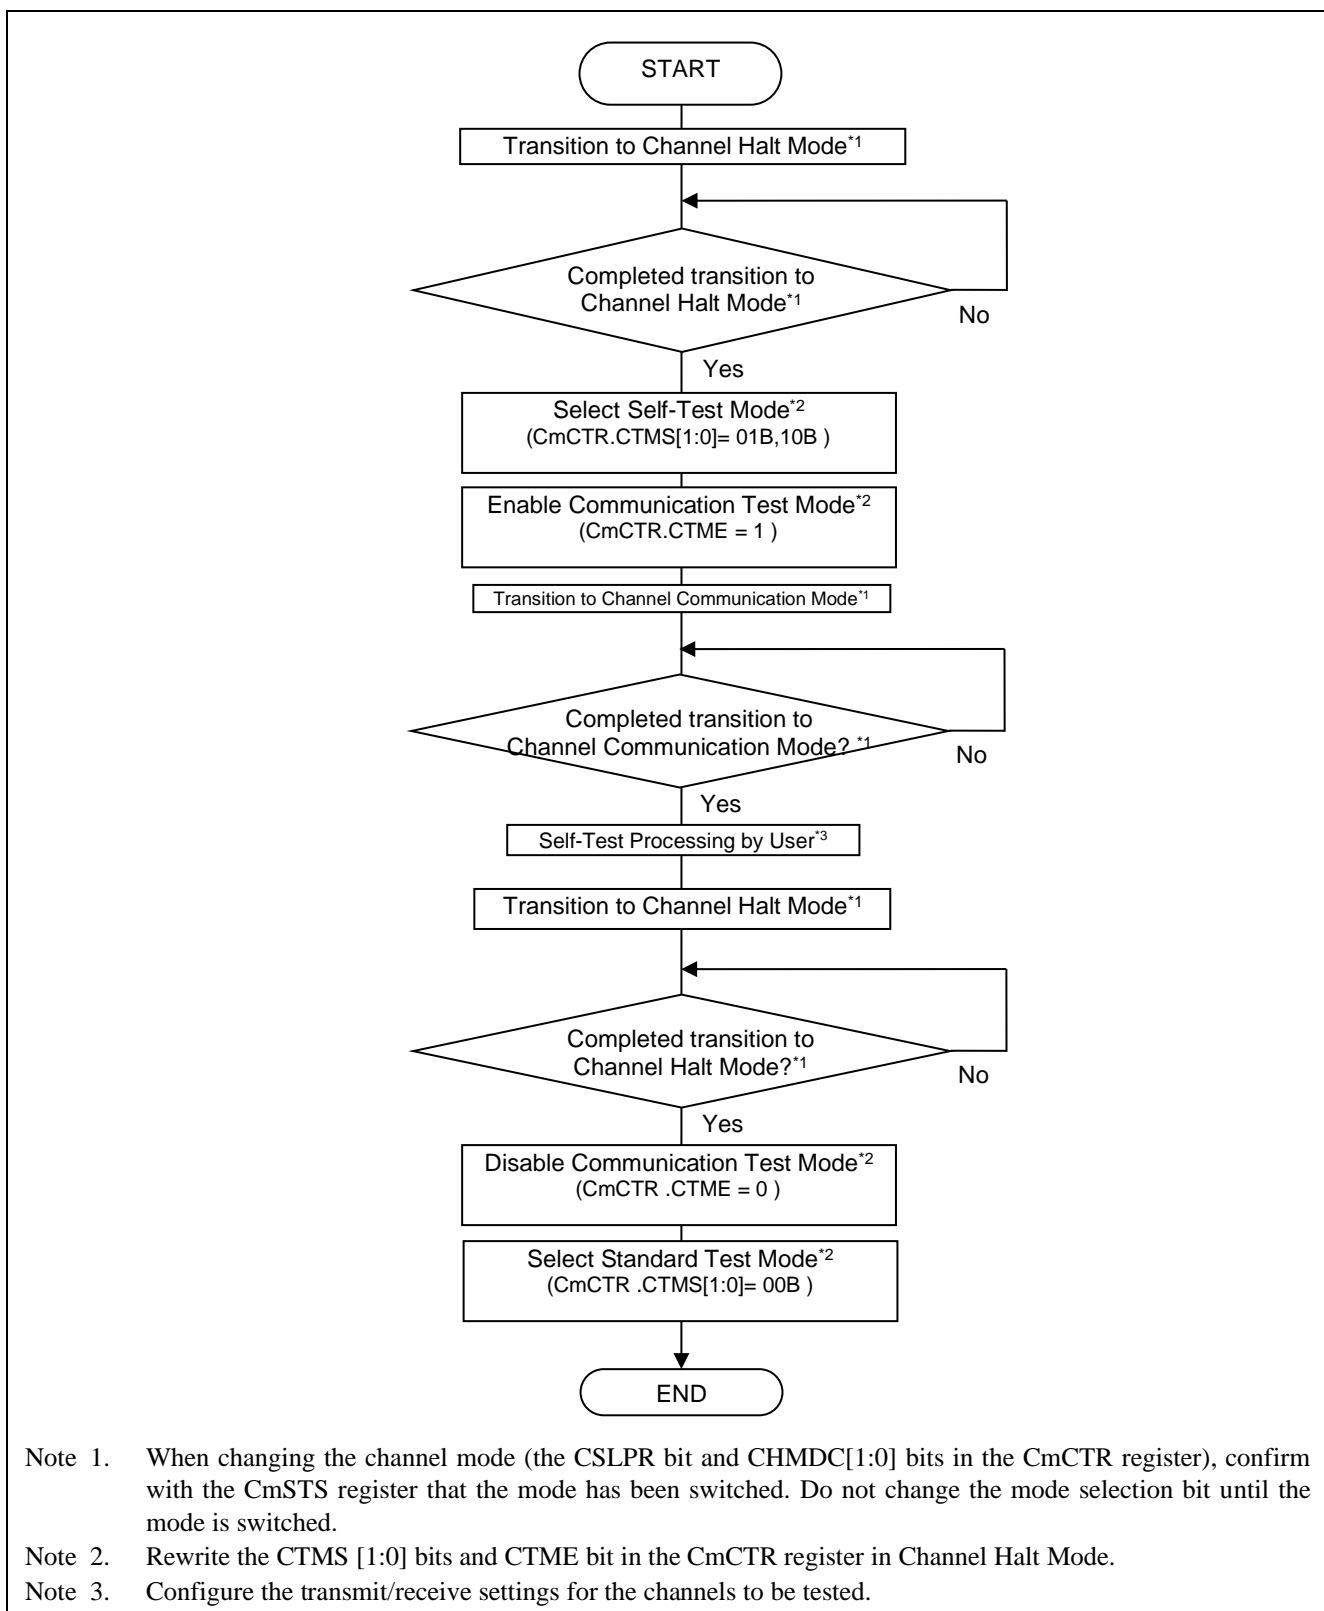 START
Transition to Channel Halt Mode*1
Completed transition to
Channel Halt Mode*1
No
Yes
Select Self-Test Mode*2
(CmCTR.CTMS[1:0]= 01B,10B )
Enable Communication Test Mode*2
(CmCTR.CTME = 1 )
Transition to Channel Communication Mode*1
Completed transition to
Channel Communication Mode? *1
No
Yes
Self-Test Processing by User*3
Transition to Channel Halt Mode*1
Completed transition to
Channel Halt Mode?*1
No
Yes
Disable Communication Test Mode*2
(CmCTR .CTME = 0 )
Select Standard Test Mode*2
(CmCTR .CTMS[1:0]= 00B )
END
Note 1. When changing the channel mode (the CSLPR bit and CHMDC[1:0] bits in the CmCTR register), confirm
with the CmSTS register that the mode has been switched. Do not change the mode selection bit until the
mode is switched.
Note 2. Rewrite the CTMS [1:0] bits and CTME bit in the CmCTR register in Channel Halt Mode.
Note 3. Configure the transmit/receive settings for the channels to be tested.